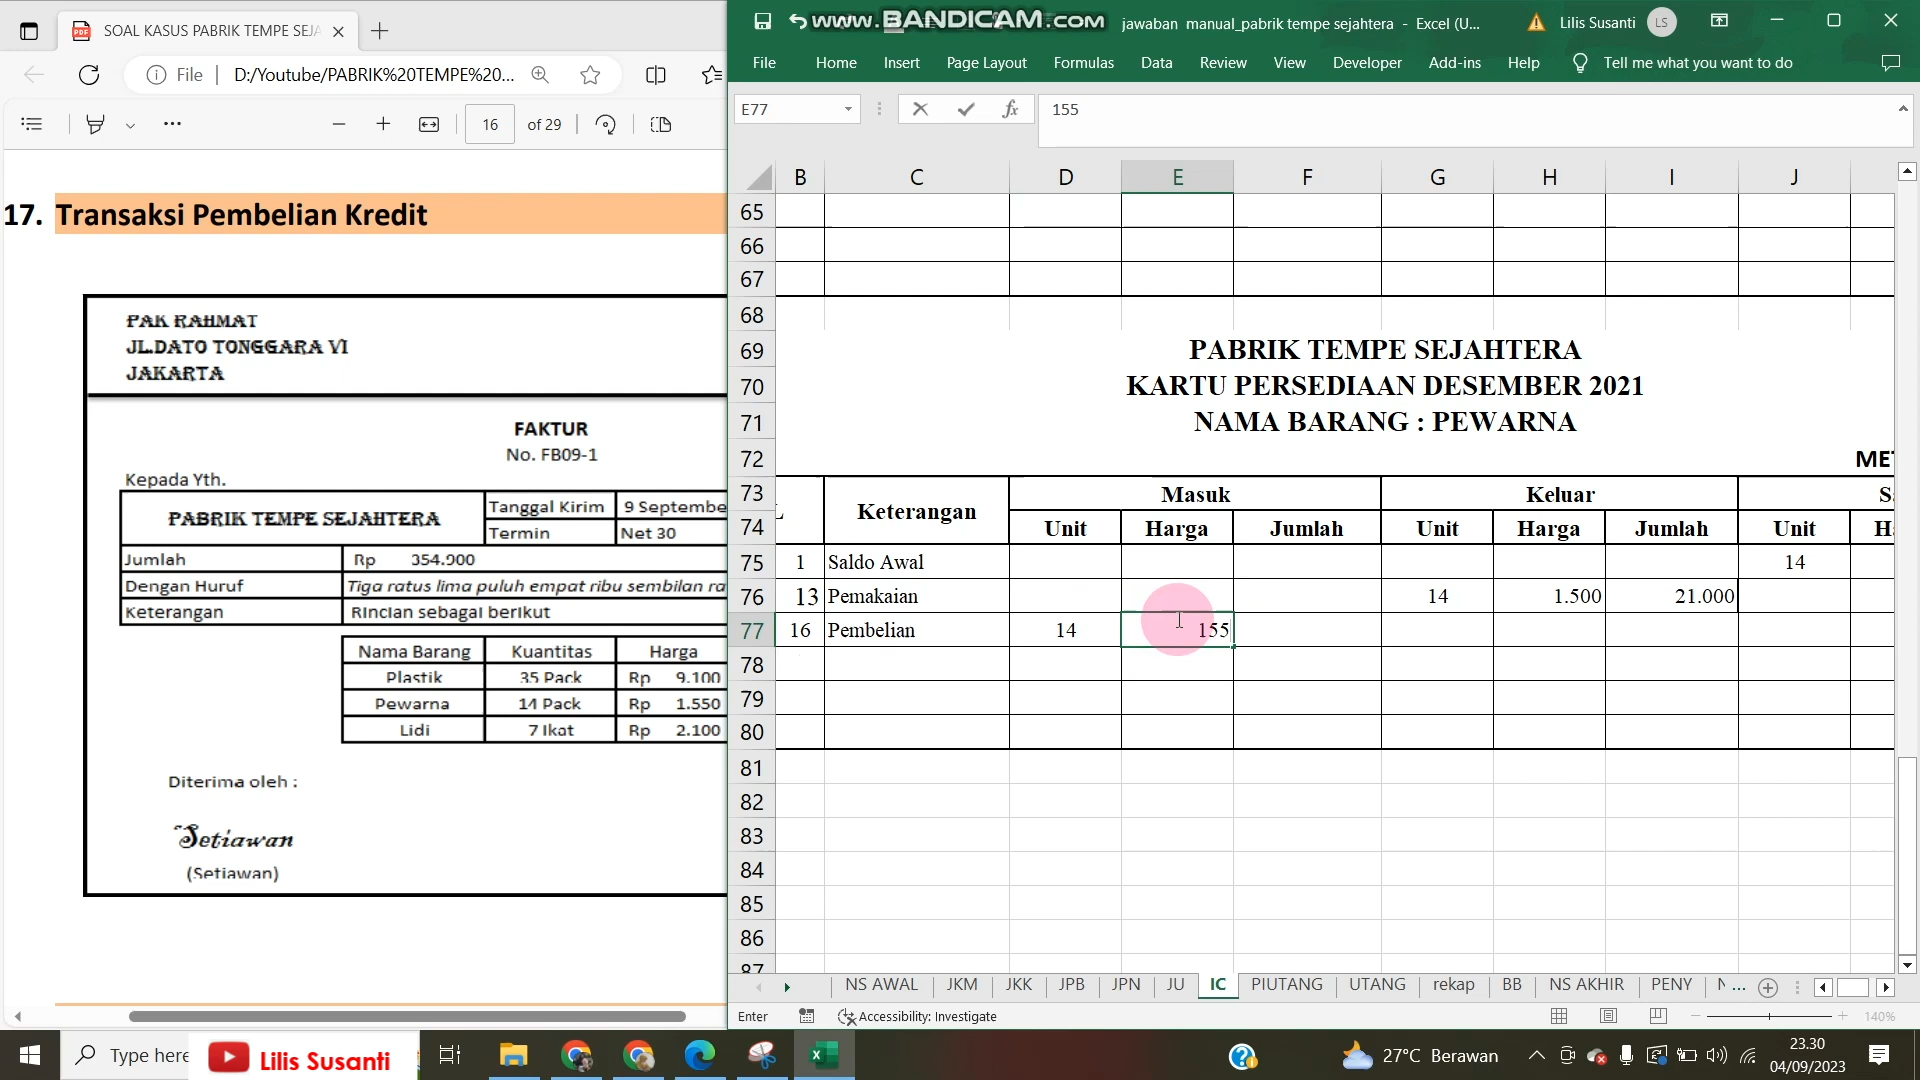 SOAL KASUS PABRIK TEMPE SEJA
File
D:/Youtube/PABRIK%20TEMPE%20...
16 of 29
17. Transaksi Pembelian Kredit
PAK RAHMAT
JL.DATO TONGGARA VI
JAKARTA
FAKTUR
No. FB09-1
Kepada Yth.
PABRIK TEMPE SEJAHTERA
Tanggal Kirim 9 Septembe
Termin Net 30
Jumlah Rp 354.900
Dengan Huruf Tiga ratus lima puluh empat ribu sembilan ra
Keterangan Rincian sebagai berikut
Nama Barang Kuantitas Harga
Plastik 35 Pack Rp 9.100
Pewarna 14 Pack Rp 1.550
Lidi 7 Ikat Rp 2.100
Diterima oleh :
Setiawan
(Setiawan)
www.BANDICAM.com
jawaban manual_pabrik tempe sejahtera - Excel (U...
Lilis Susanti LS
File Home Insert Page Layout Formulas Data Review View Developer Add-ins Help Tell me what you want to do
E77 fx 155
B C D E F G H I J
65
66
67
68
69 PABRIK TEMPE SEJAHTERA
70 KARTU PERSEDIAAN DESEMBER 2021
71 NAMA BARANG : PEWARNA
72 MET
73 Keterangan Masuk Keluar S
74 Unit Harga Jumlah Unit Harga Jumlah Unit H
75 1 Saldo Awal 14
76 13 Pemakaian 14 1.500 21.000
77 16 Pembelian 14 155
78
79
80
81
82
83
84
85
86
87
NS AWAL JKM JKK JPB JPN JU IC PIUTANG UTANG rekap BB NS AKHIR PENY ...
Enter Accessibility: Investigate 140%
Type here
Lilis Susanti
27°C Berawan
23.30
04/09/2023